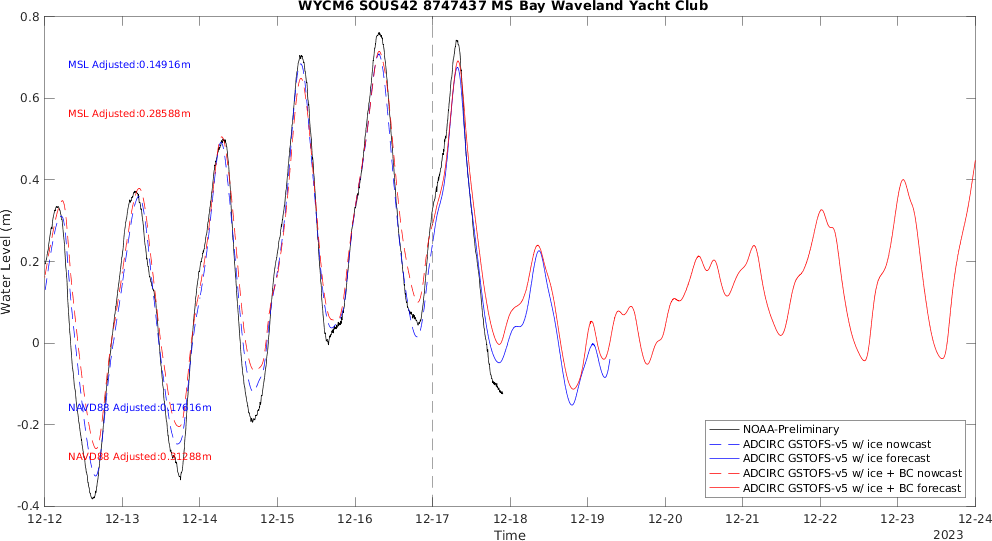 WYCM6 SOUS42 8747437 MS Bay Waveland Yacht Club
0.8
0.6
0.4
0.2
0
-0.2
-0.4
Water Level (m)
MSL Adjusted:0.14916m
MSL Adjusted:0.28588m
NAVD88 Adjusted:0.17616m
NAVD88 Adjusted:0.31288m
NOAA-Preliminary
ADCIRC GSTOFS-v5 w/ ice nowcast
ADCIRC GSTOFS-v5 w/ ice forecast
ADCIRC GSTOFS-v5 w/ ice + BC nowcast
ADCIRC GSTOFS-v5 w/ ice + BC forecast
12-12 12-13 12-14 12-15 12-16 12-17 12-18 12-19 12-20 12-21 12-22 12-23 12-24
Time
2023